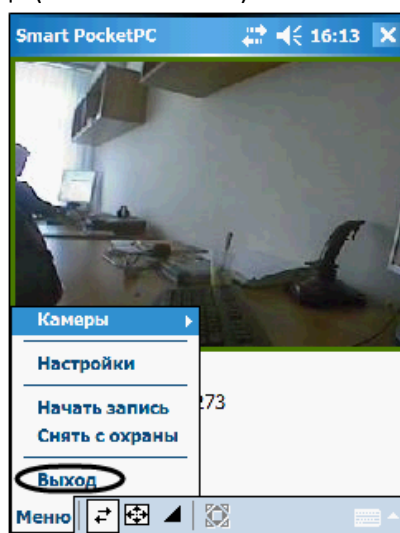 Smart PocketPC 16:13
Камеры
Настройки
273
Начать запись
Снять с охраны
Выход
Меню